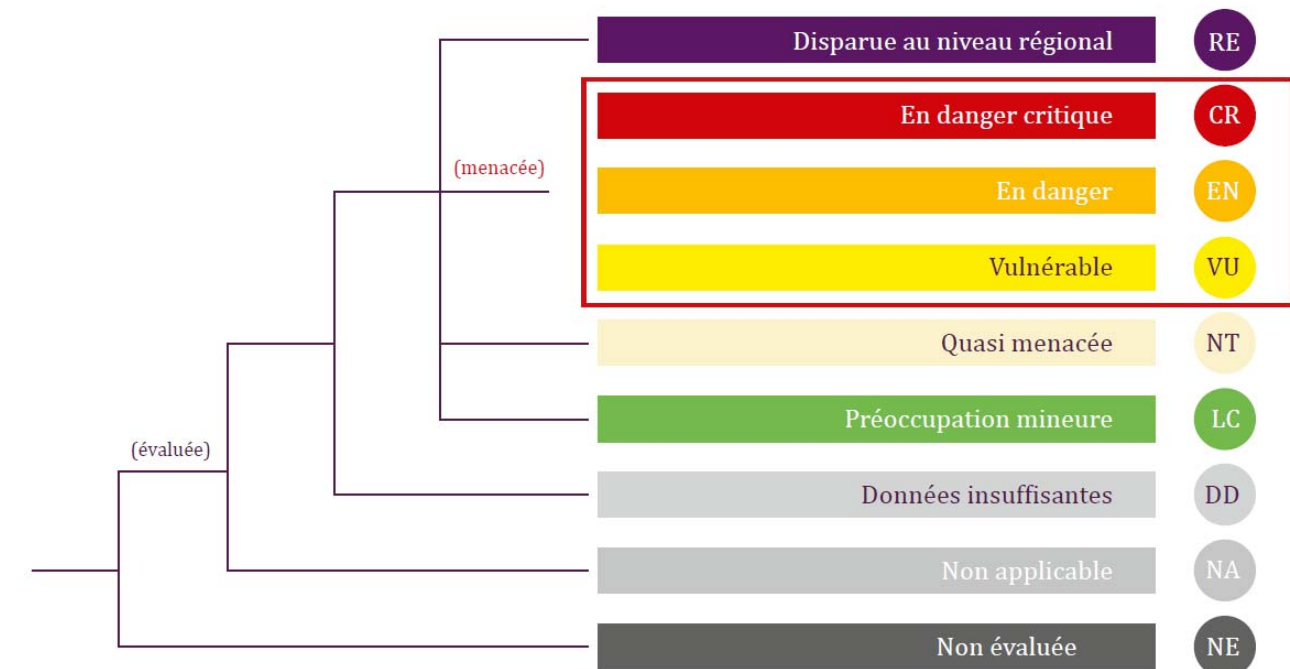 Disparue au niveau régional RE
En danger critique CR
(menacée)
En danger EN
Vulnérable VU
Quasi menacée NT
Préoccupation mineure LC
(évaluée)
Données insuffisantes DD
Non applicable NA
Non évaluée NE